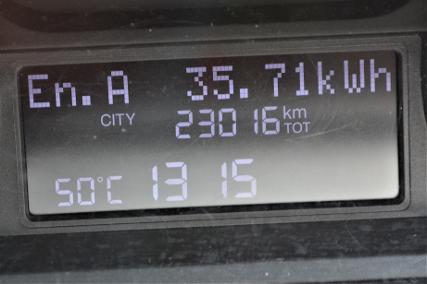 En. A 35.71kWh
CITY 23016 km TOT
50°C 13 15